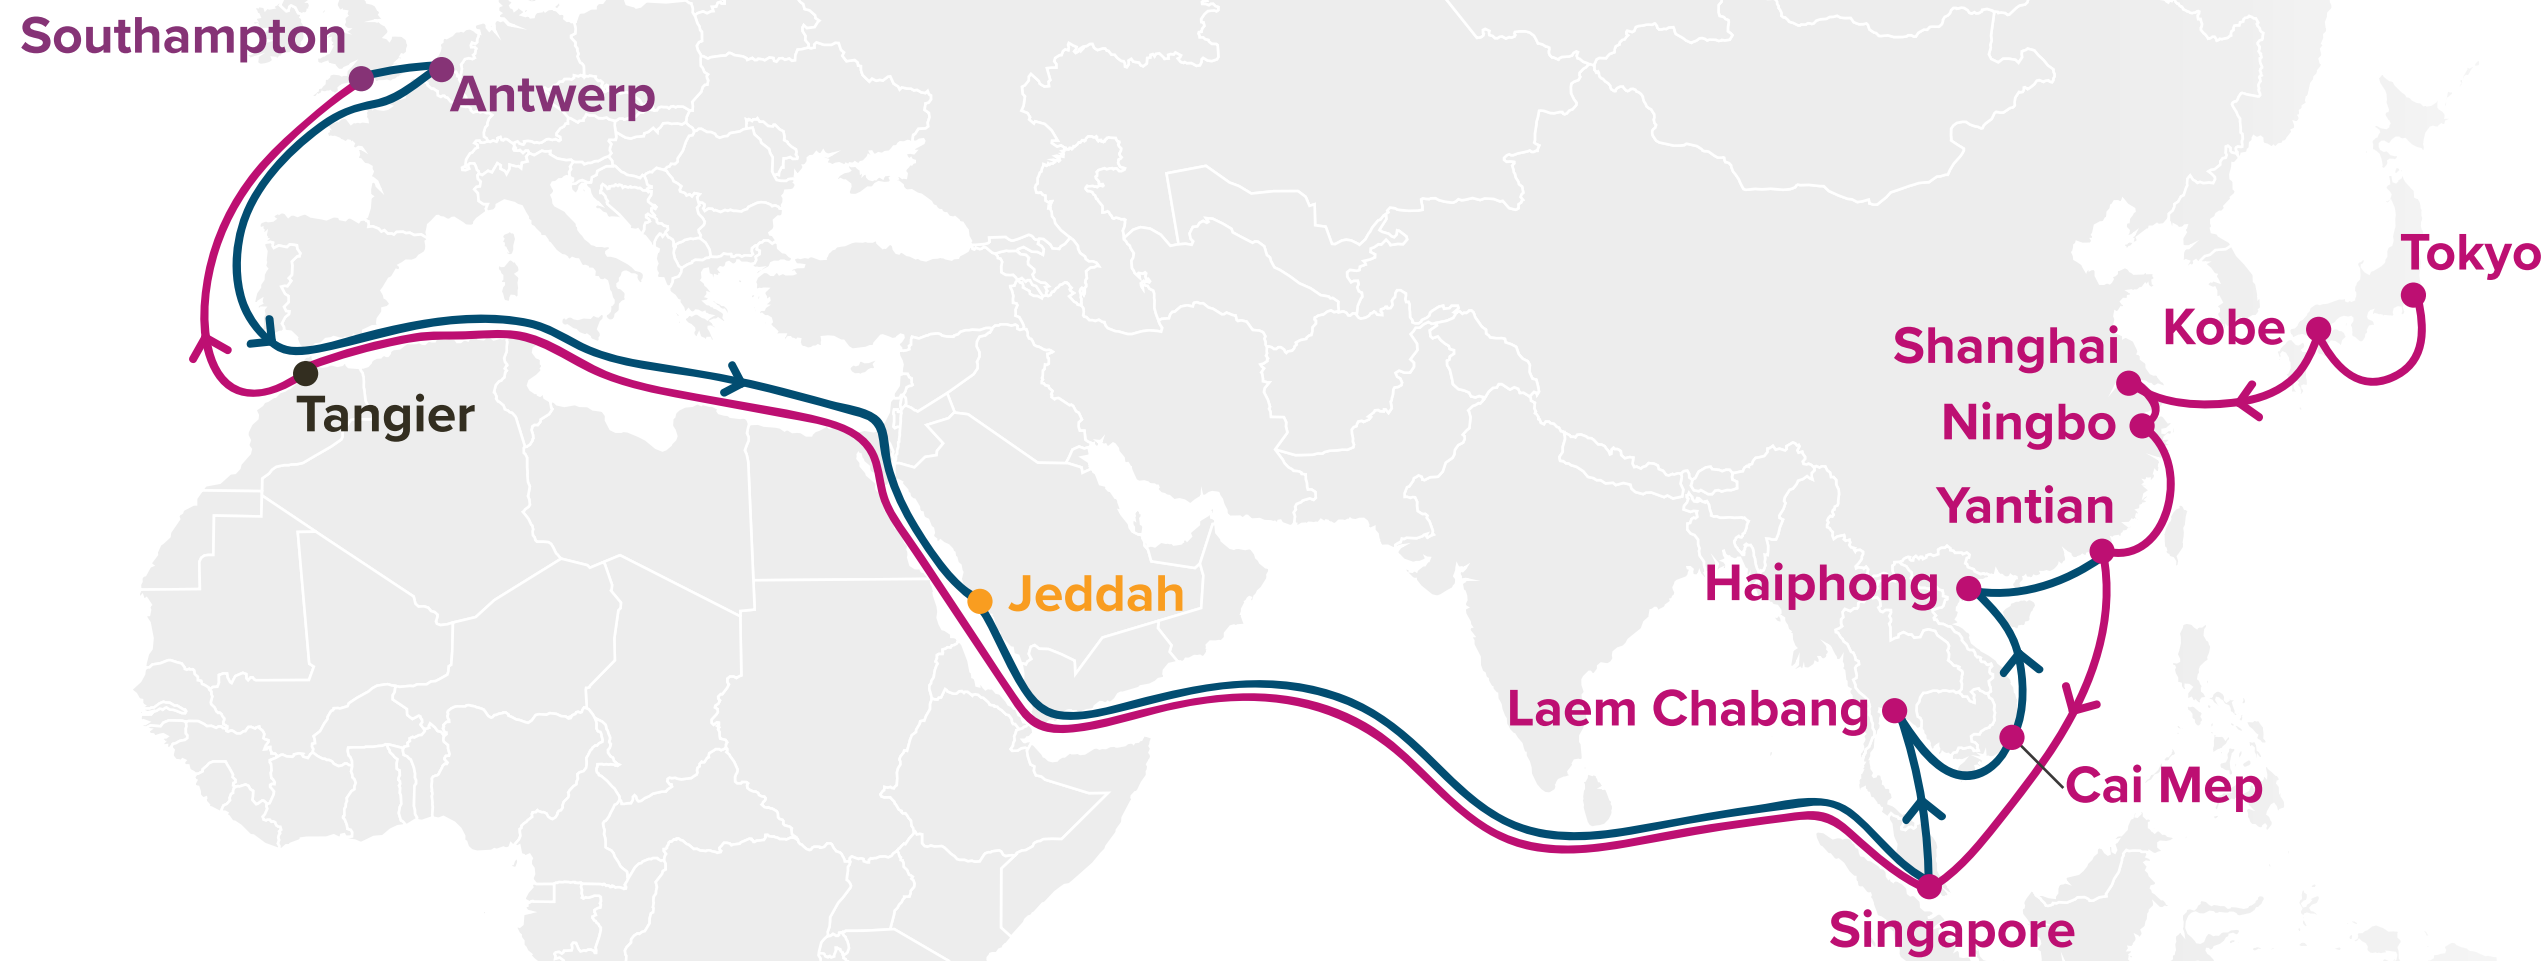 Southampton
Antwerp
Tokyo
Kobe
Shanghai
Tangier
Ningbo
Yantian
Haiphong
Jeddah
Laem Chabang
Cai Mep
Singapore